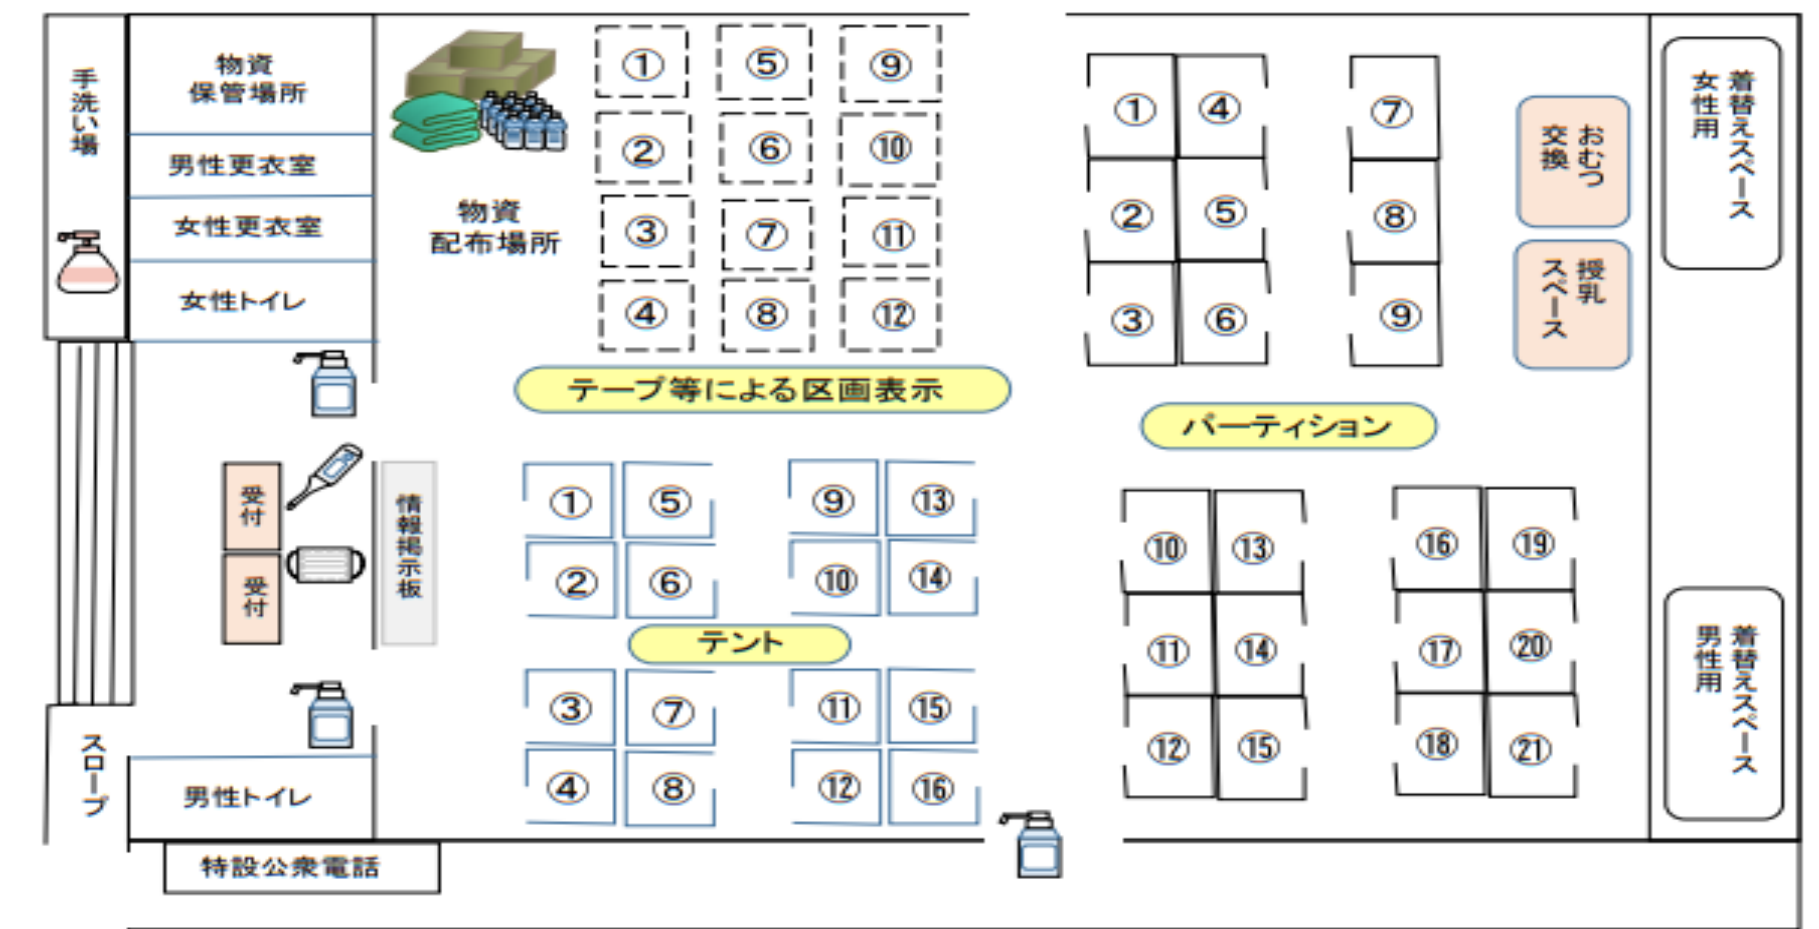 手洗い場
物資
保管場所
男性更衣室
女性更衣室
女性トイレ
物資
配布場所
① ⑤ ⑨
② ⑥ ⑩
③ ⑦ ⑪
④ ⑧ ⑫
テープ等による区画表示
① ④ ⑦
② ⑤ ⑧
③ ⑥ ⑨
パーティション
おむつ
交換
授乳
スペース
着替えスペース
女性用
受付
受付
情報掲示板
① ⑤ ⑨ ⑬
② ⑥ ⑩ ⑭
テント
③ ⑦ ⑪ ⑮
④ ⑧ ⑫ ⑯
⑩ ⑬ ⑯ ⑲
⑪ ⑭ ⑰ ⑳
⑫ ⑮ ⑱ ㉑
着替えスペース
男性用
スロープ
男性トイレ
特設公衆電話